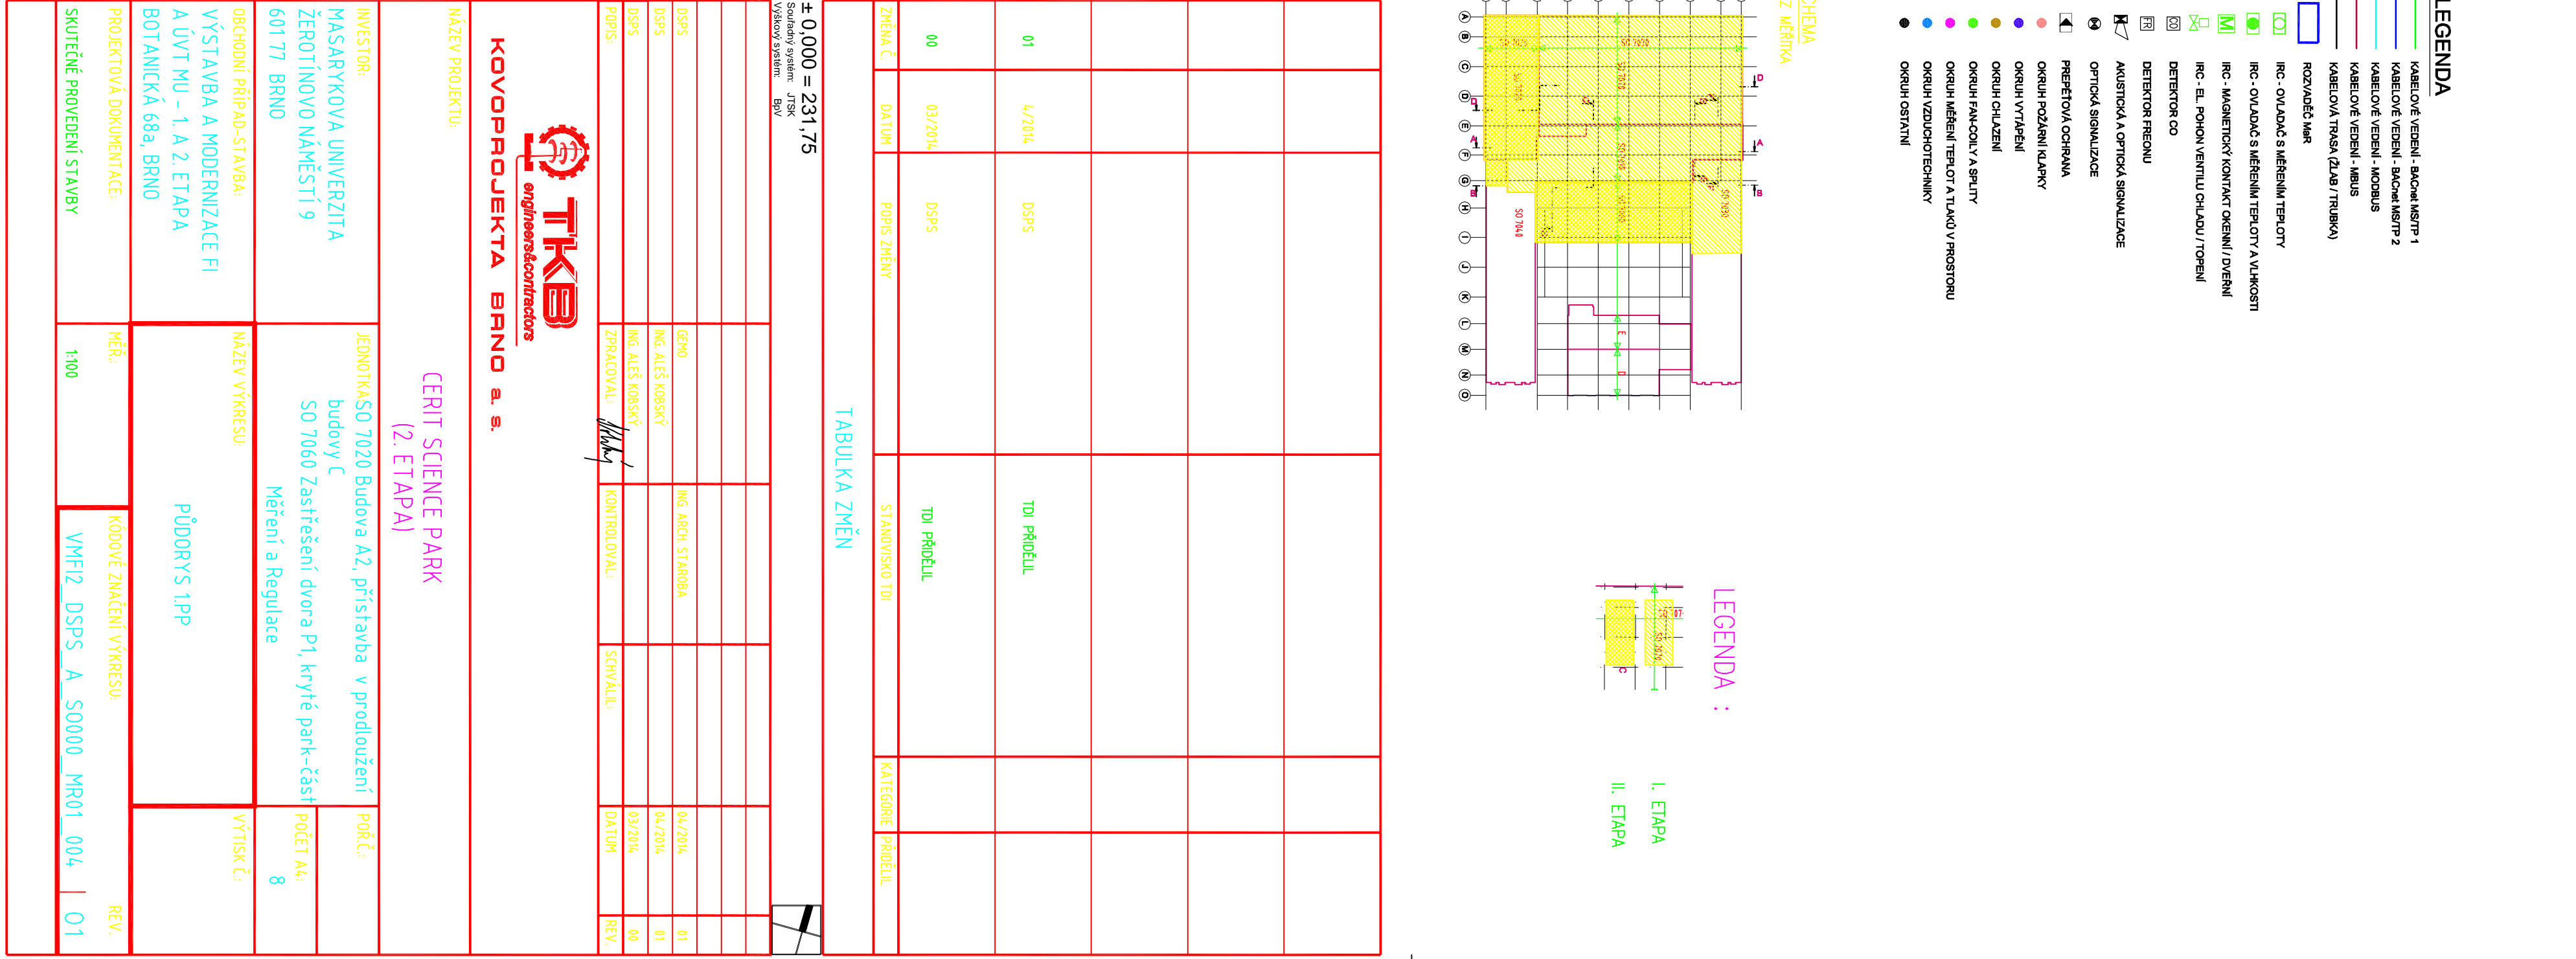 LEGENDA
KABELOVÉ VEDENÍ - BACnet MS/TP 1
KABELOVÉ VEDENÍ - BACnet MS/TP 2
KABELOVÉ VEDENÍ - MODBUS
KABELOVÉ VEDENÍ - MBUS
KABELOVÁ TRASA (ŽLAB / TRUBKA)
ROZVADĚČ MaR
IRC - OVLADAČ S MĚŘENÍM TEPLOTY
IRC - OVLADAČ S MĚŘENÍM TEPLOTY A VLHKOSTI
M IRC - MAGNETICKÝ KONTAKT OKENNÍ / DVEŘNÍ
IRC - EL. POHON VENTILU CHLADU / TOPENÍ
CO DETEKTOR CO
FR DETEKTOR FREONU
AKUSTICKÁ A OPTICKÁ SIGNALIZACE
OPTICKÁ SIGNALIZACE
PŘEPĚŤOVÁ OCHRANA
OKRUH POŽÁRNÍ KLAPKY
OKRUH VYTÁPĚNÍ
OKRUH CHLAZENÍ
OKRUH FAN-COILY A SPLITY
OKRUH MĚŘENÍ TEPLOT A TLAKŮ V PROSTORU
OKRUH VZDUCHOTECHNIKY
OKRUH OSTATNÍ
CHEMA
Z MĚŘÍTKA
A B C D E F G H I J K L M N O
D A B
D A B
SO 7040
E D
LEGENDA :
C
I. ETAPA
II. ETAPA
01 4/2014 DSPS TDI PŘIDĚLIL
00 03/2014 DSPS TDI PŘIDĚLIL
ZMĚNA Č. DATUM POPIS ZMĚNY STANOVISKO TDI KATEGORIE PŘIDĚLIL
TABULKA ZMĚN
± 0,000 = 231,75
Souřadný systém: JTSK
Výškový systém: BpV
DSPS GEMO ING. ARCH. STAROBA 04/2014 01
DSPS ING. ALEŠ KOBSKÝ 04/2014 01
DSPS ING. ALEŠ KOBSKÝ 03/2014 00
POPIS ZPRACOVAL KONTROLOVAL SCHVÁLIL DATUM REV.
TKB
engineers&contractors
KOVOPROJEKTA BRNO a. s.
NÁZEV PROJEKTU:
CERIT SCIENCE PARK
(2. ETAPA)
INVESTOR:
MASARYKOVA UNIVERZITA
ŽEROTÍNOVO NÁMĚSTÍ 9
601 77 BRNO
JEDNOTKA:
SO 7020 Budova A2, přístavba v prodloužení
budovy C
SO 7060 Zastřešení dvora P1, kryté park-část
Měření a Regulace
POŘ.Č.:
POČET A4:
8
OBCHODNÍ PŘÍPAD-STAVBA:
VÝSTAVBA A MODERNIZACE FI
A ÚVT MU - 1. A 2. ETAPA
BOTANICKÁ 68a, BRNO
NÁZEV VÝKRESU:
PŮDORYS 1.PP
VÝTISK Č.:
PROJEKTOVÁ DOKUMENTACE:
SKUTEČNÉ PROVEDENÍ STAVBY
MĚŘ.:
1:100
KÓDOVÉ ZNAČENÍ VÝKRESU:
REV.
VMFI2_DSPS_A_SO000_MR01_004 01